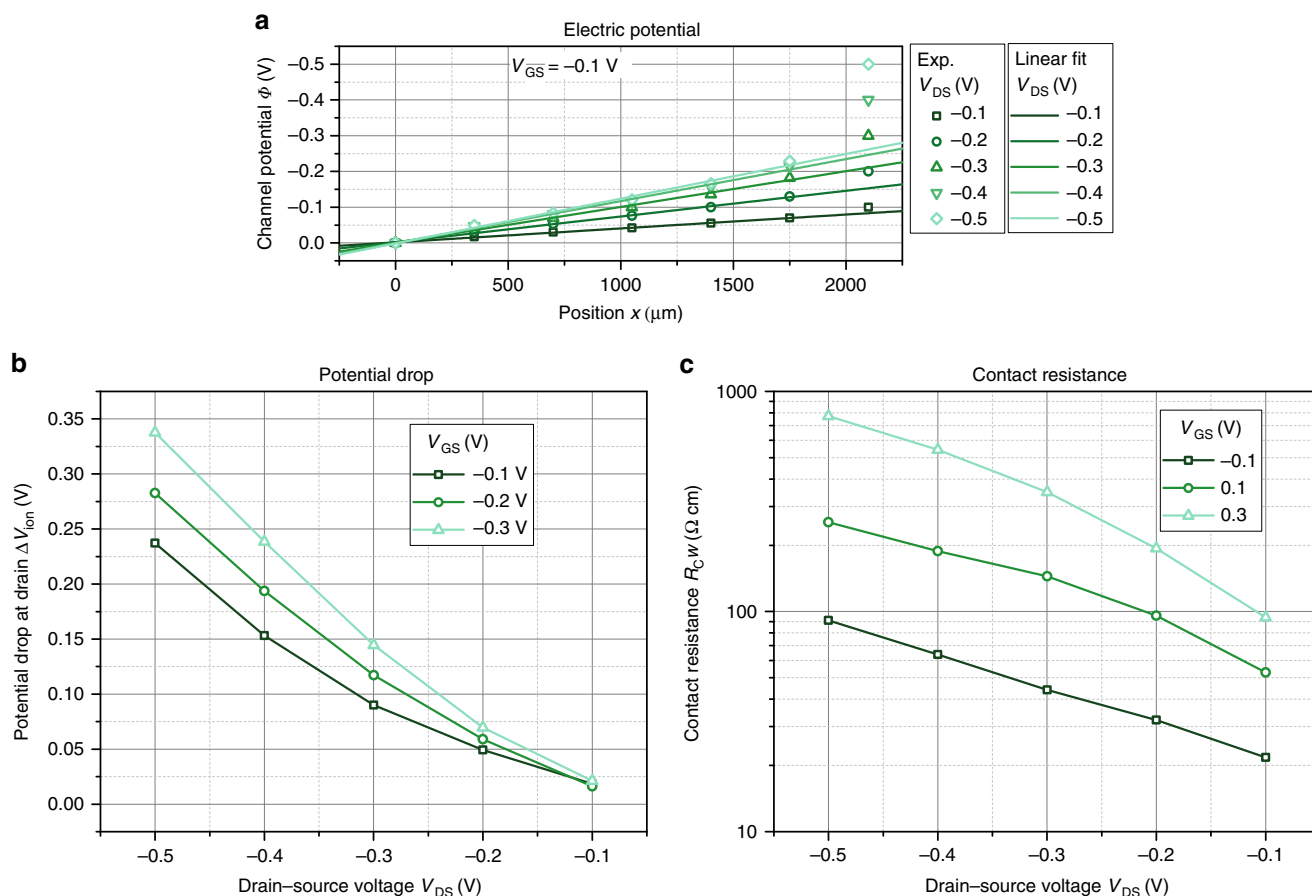 a
Electric potential
V_GS = –0.1 V
Channel potential Φ (V)
–0.5
–0.4
–0.3
–0.2
–0.1
0.0
0
500
1000
1500
2000
Position x (μm)
Exp.
V_DS (V)
–0.1
–0.2
–0.3
–0.4
–0.5
Linear fit
V_DS (V)
–0.1
–0.2
–0.3
–0.4
–0.5
b
Potential drop
Potential drop at drain ΔV_ion (V)
0.35
0.30
0.25
0.20
0.15
0.10
0.05
0.00
V_GS (V)
–0.1 V
–0.2 V
–0.3 V
–0.5
–0.4
–0.3
–0.2
–0.1
Drain–source voltage V_DS (V)
c
Contact resistance
Contact resistance R_C w (Ω cm)
1000
100
10
V_GS (V)
–0.1
0.1
0.3
–0.5
–0.4
–0.3
–0.2
–0.1
Drain–source voltage V_DS (V)